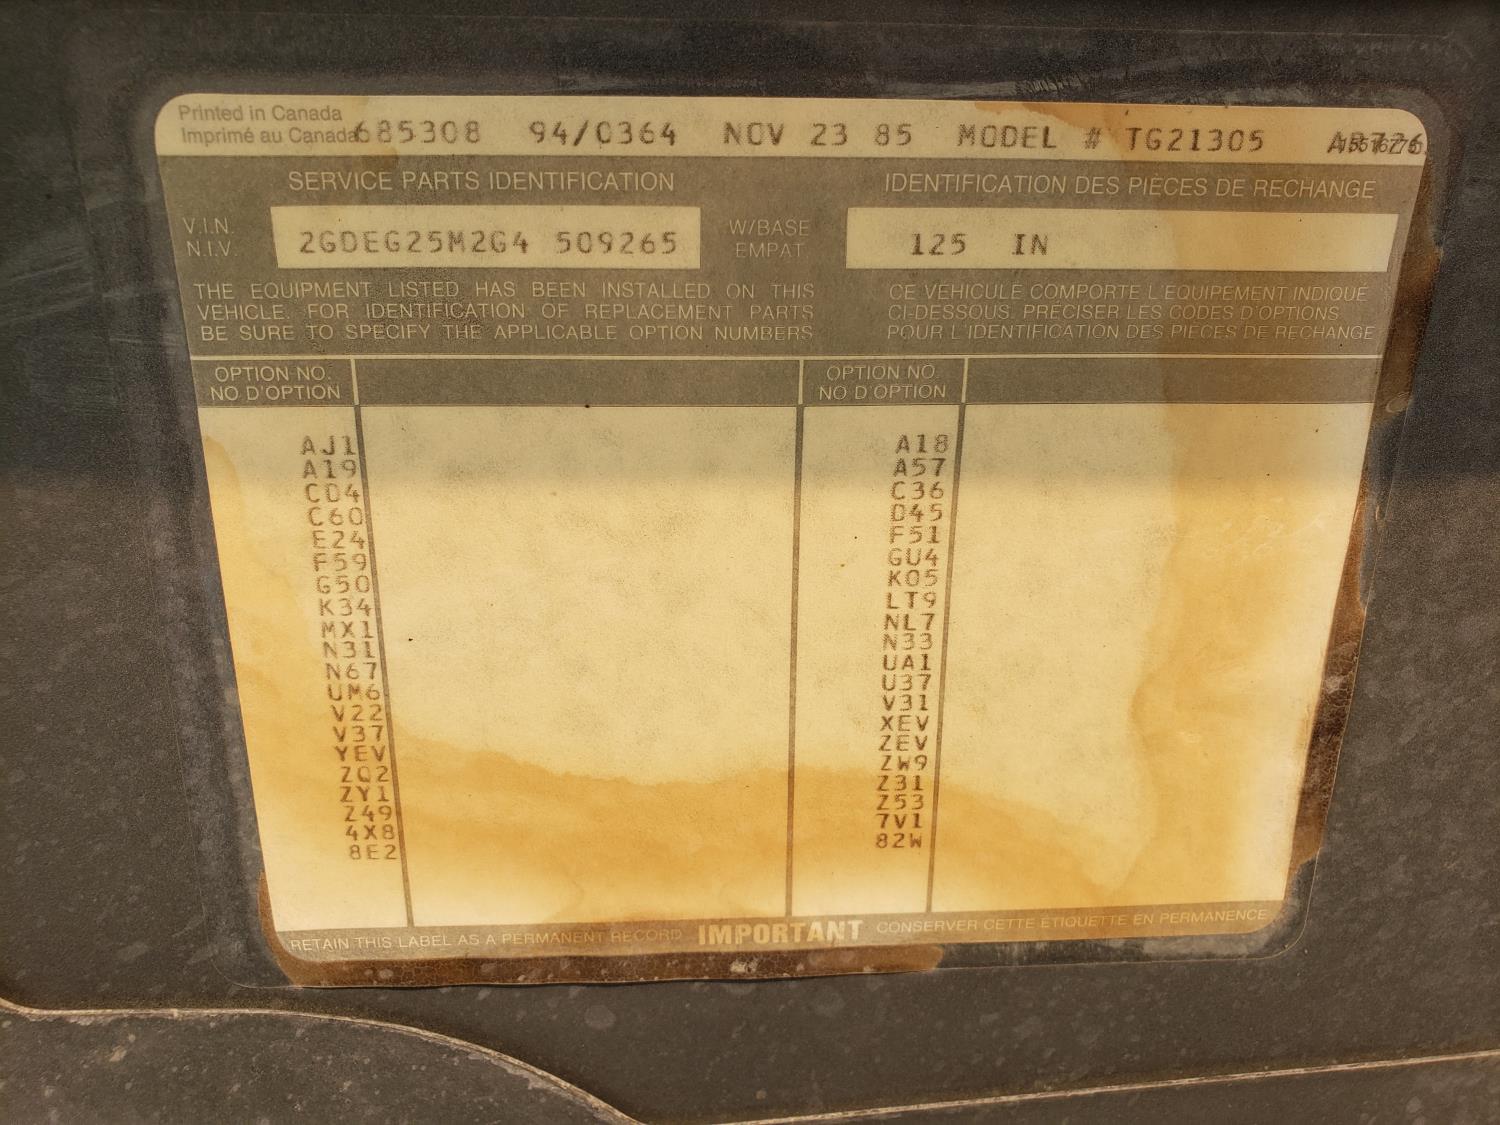 Printed in Canada
Imprimé au Canada 685308 94/0364 NOV 23 85 MODEL # TG21305
SERVICE PARTS IDENTIFICATION IDENTIFICATION DES PIÈCES DE RECHANGE
V.I.N. N.I.V. 2GDEG25M2G4 509265 W/BASE EMPAT. 125 IN
THE EQUIPMENT LISTED HAS BEEN INSTALLED ON THIS
VEHICLE. FOR IDENTIFICATION OF REPLACEMENT PARTS
BE SURE TO SPECIFY THE APPLICABLE OPTION NUMBERS
CE VÉHICULE COMPORTE L'ÉQUIPEMENT INDIQUÉ
CI-DESSOUS. PRÉCISER LES CODES D'OPTIONS
POUR L'IDENTIFICATION DES PIÈCES DE RECHANGE
OPTION NO.
NO D'OPTION
AJ1
A19
CD4
C60
E24
F59
G50
K34
MX1
N31
N67
UM6
V22
V37
YEV
ZQ2
ZY1
Z49
4X8
8E2
OPTION NO.
NO D'OPTION
A18
A57
C36
D45
F51
GU4
K05
LT9
NL7
N33
UA1
U37
V31
XEV
ZEV
ZW9
Z31
Z53
7V1
82W
RETAIN THIS LABEL AS A PERMANENT RECORD IMPORTANT CONSERVER CETTE ÉTIQUETTE EN PERMANENCE